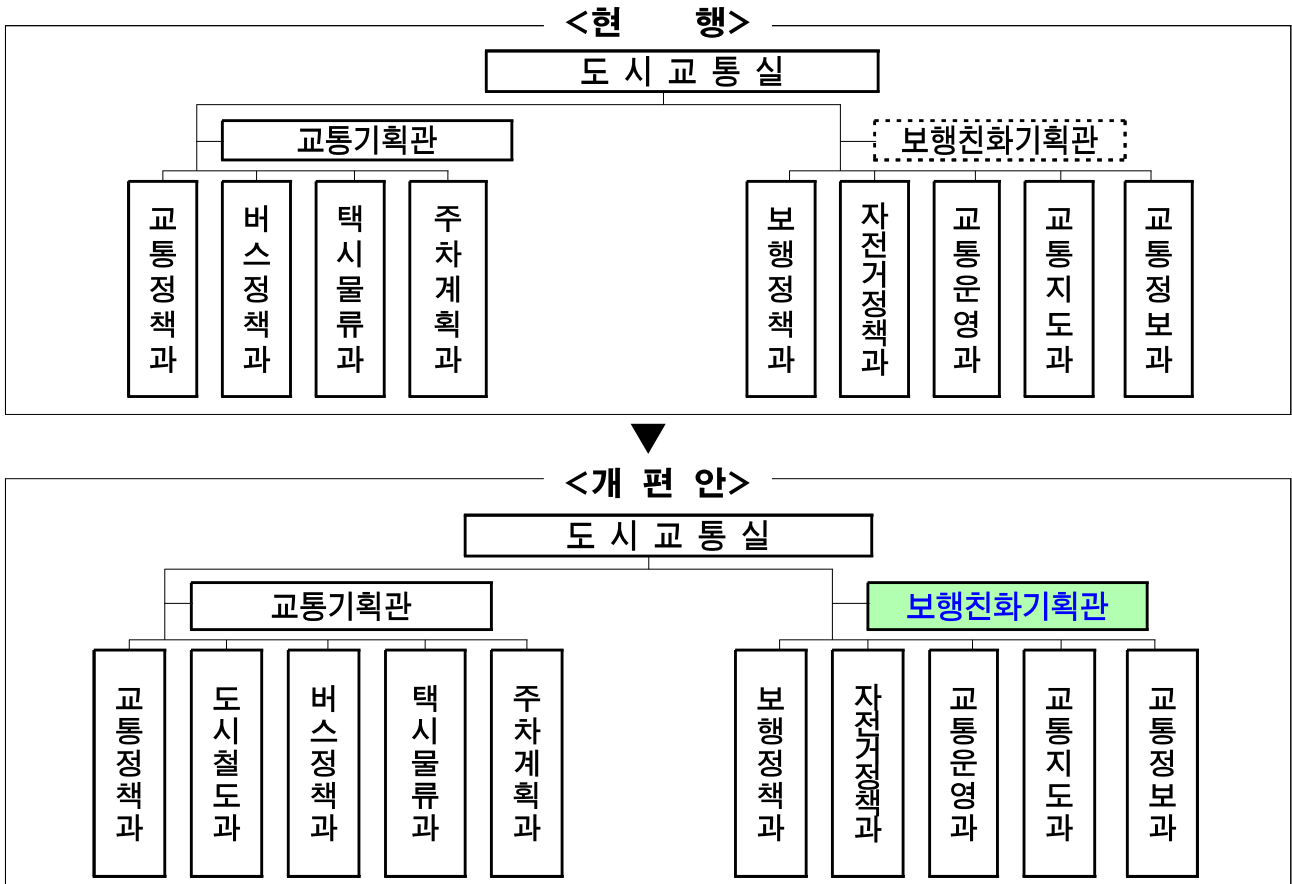 <현 행>
도 시 교 통 실
교통기획관
보행친화기획관
교통정책과
버스정책과
택시물류과
주차계획과
보행정책과
자전거정책과
교통운영과
교통지도과
교통정보과
<개 편 안>
도 시 교 통 실
교통기획관
보행친화기획관
교통정책과
도시철도과
버스정책과
택시물류과
주차계획과
보행정책과
자전거정책과
교통운영과
교통지도과
교통정보과